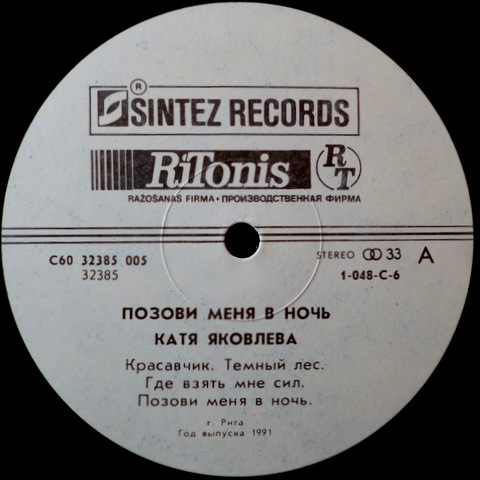 ® SINTEZ RECORDS
RiTonis RT
RAŽOŠANAS FIRMA • ПРОИЗВОДСТВЕННАЯ ФИРМА
С60 32385 005 STEREO 33 A
32385 1-048-C-6
ПОЗОВИ МЕНЯ В НОЧЬ
КАТЯ ЯКОВЛЕВА
Красавчик. Темный лес.
Где взять мне сил.
Позови меня в ночь.
г. Рига
Год выпуска 1991